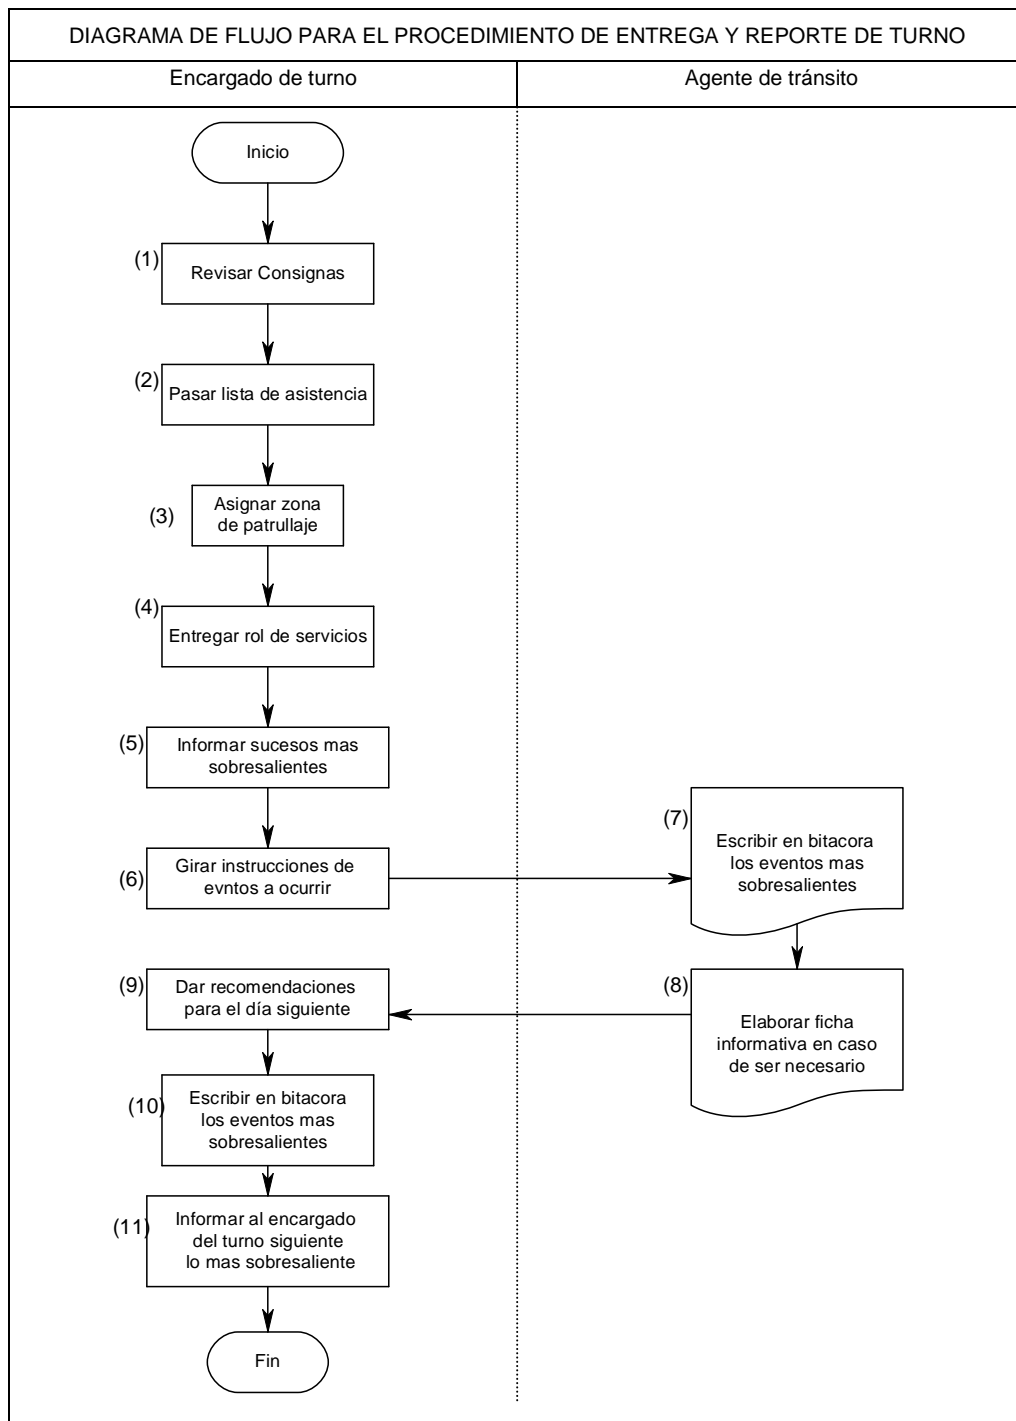 DIAGRAMA DE FLUJO PARA EL PROCEDIMIENTO DE ENTREGA Y REPORTE DE TURNO
Encargado de turno
Agente de tránsito
Inicio
(1)
Revisar Consignas
(2)
Pasar lista de asistencia
(3)
Asignar zona
de patrullaje
(4)
Entregar rol de servicios
(5)
Informar sucesos mas
sobresalientes
(6)
Girar instrucciones de
evntos a ocurrir
(7)
Escribir en bitacora
los eventos mas
sobresalientes
(8)
Elaborar ficha
informativa en caso
de ser necesario
(9)
Dar recomendaciones
para el día siguiente
(10)
Escribir en bitacora
los eventos mas
sobresalientes
(11)
Informar al encargado
del turno siguiente
lo mas sobresaliente
Fin